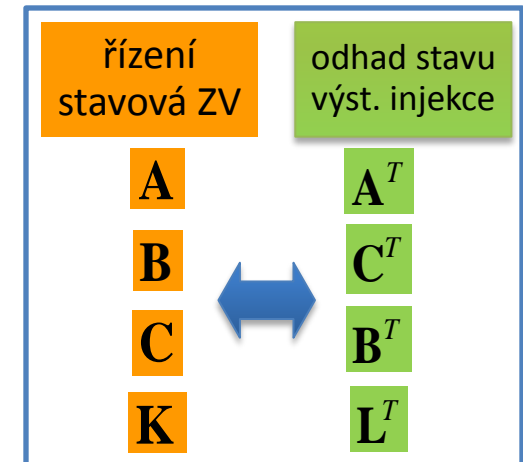 řízení
stavová ZV
odhad stavu
výst. injekce
A
A^T
B
C^T
C
B^T
K
L^T